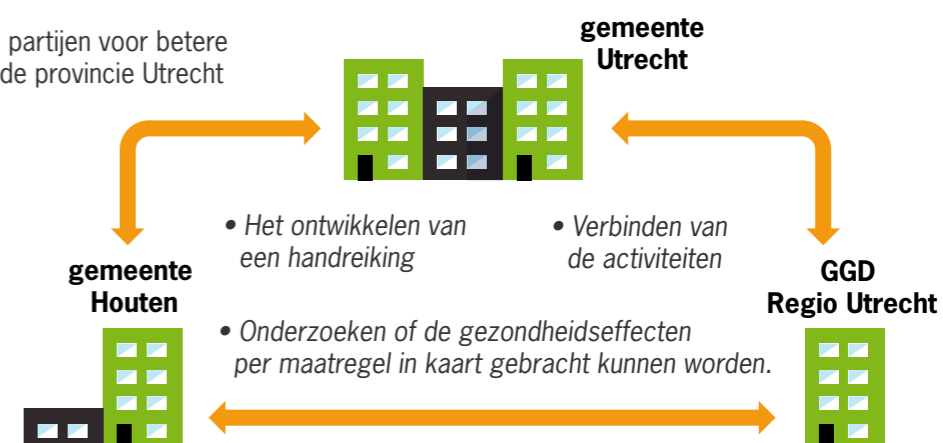 partijen voor betere
de provincie Utrecht
gemeente
Utrecht
• Het ontwikkelen van
een handreiking
• Verbinden van
de activiteiten
gemeente
Houten
GGD
Regio Utrecht
• Onderzoeken of de gezondheidseffecten
per maatregel in kaart gebracht kunnen worden.